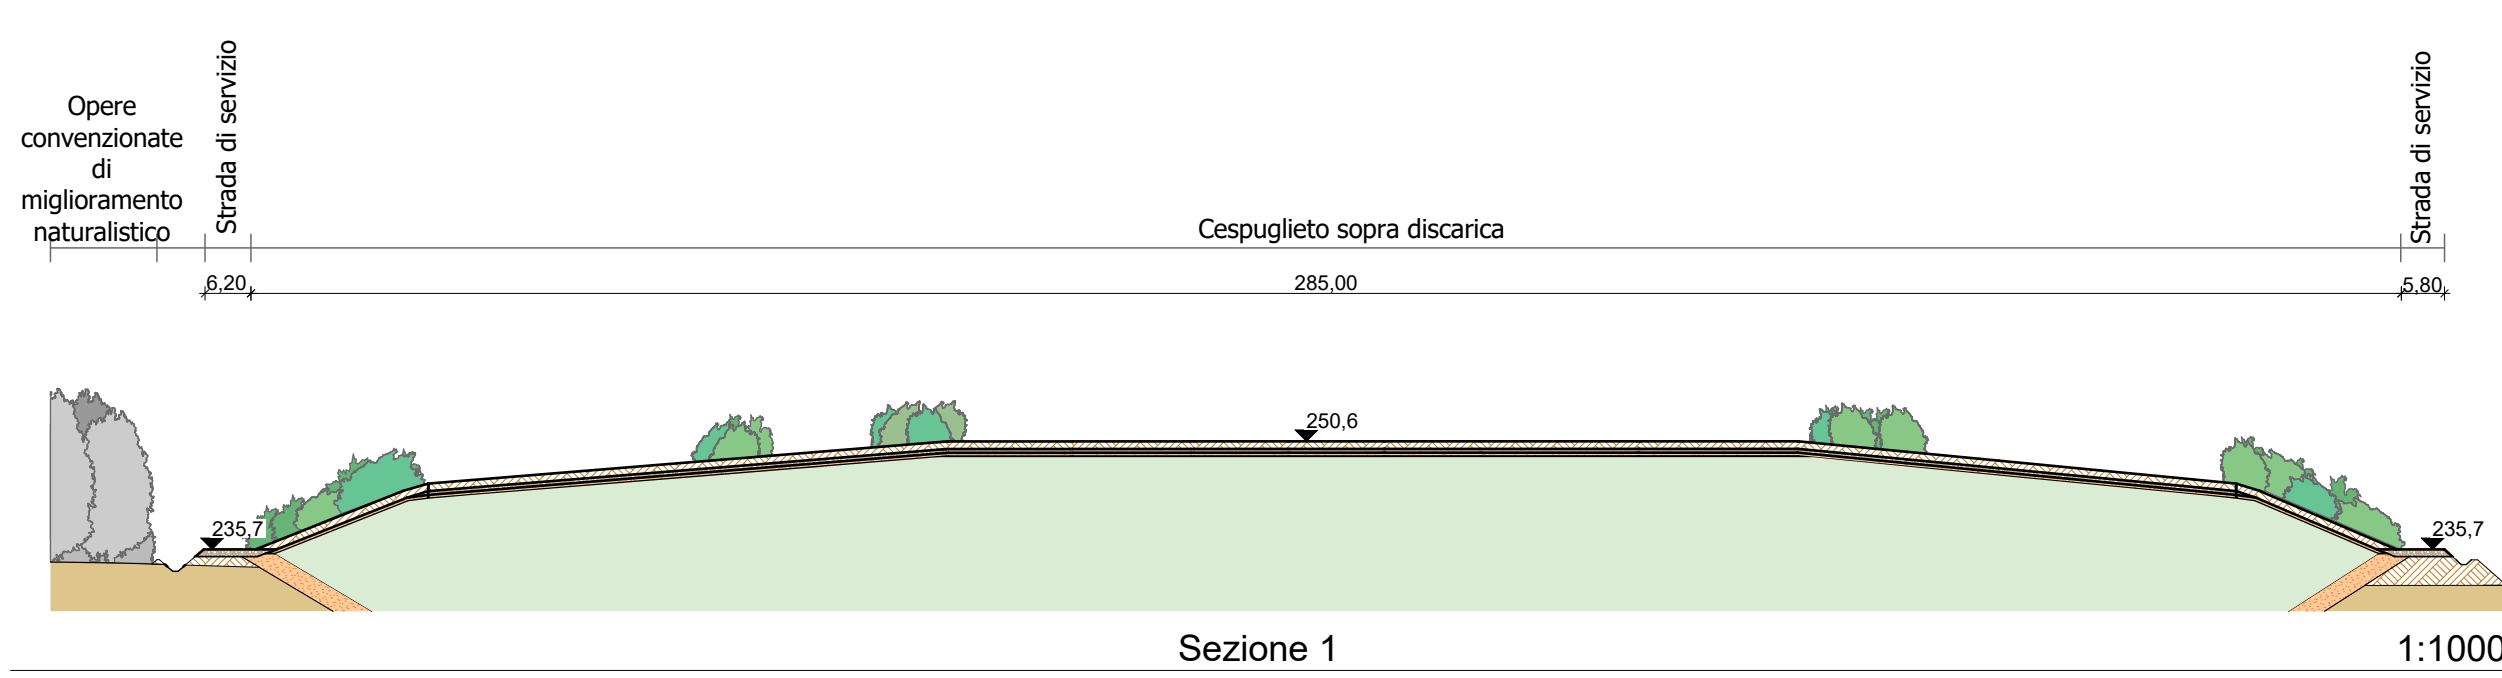 Opere
convenzionate
di
miglioramento
naturalistico
Strada di servizio
Cespuglieto sopra discarica
Strada di servizio
6,20
285,00
5,80
250,6
235,7
235,7
Sezione 1
1:1000